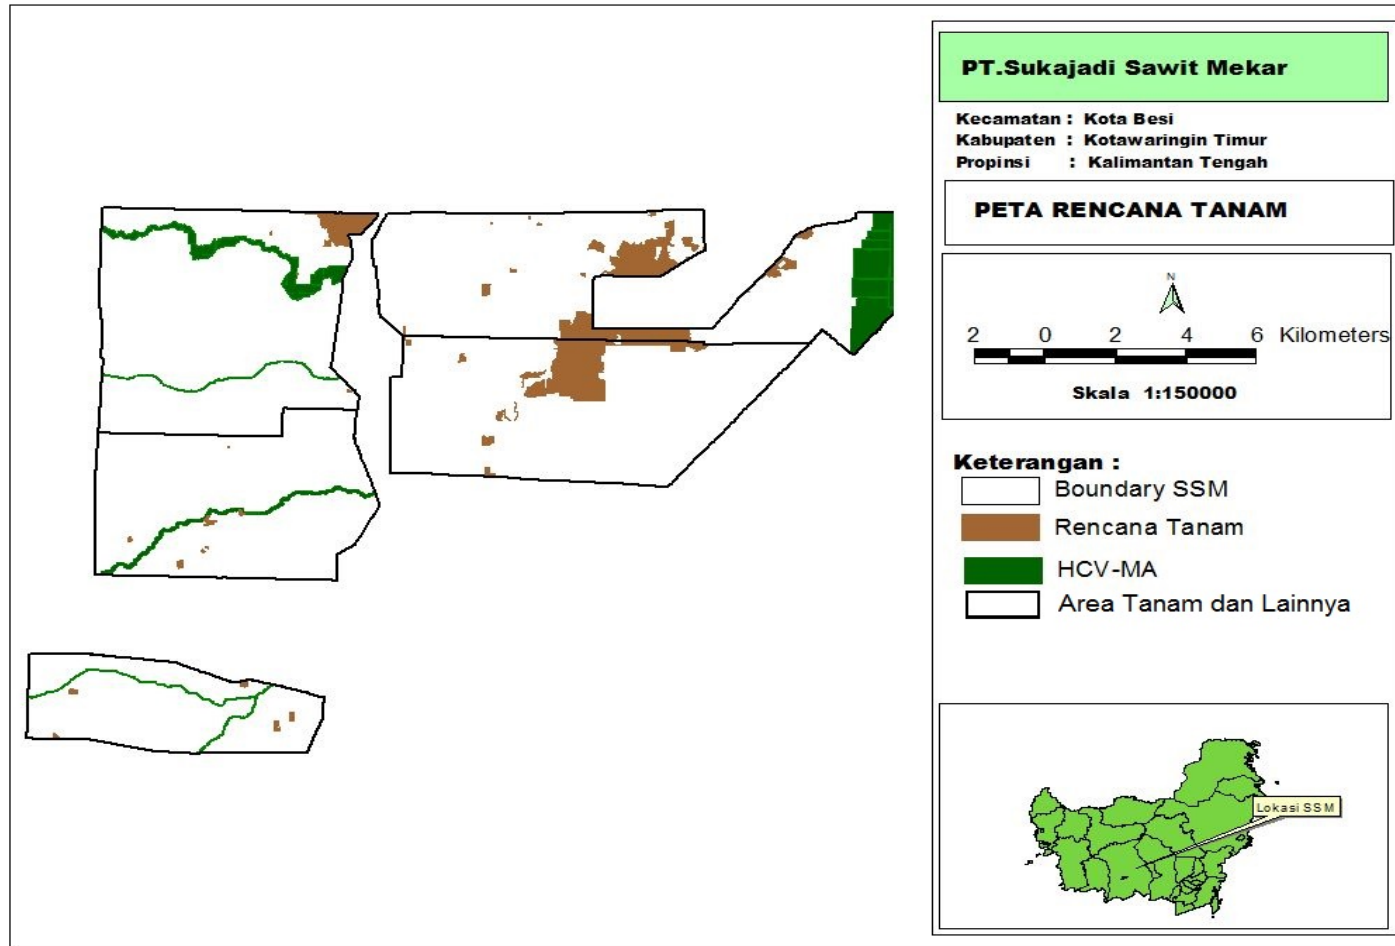 PT.Sukajadi Sawit Mekar
Kecamatan : Kota Besi
Kabupaten : Kotawaringin Timur
Propinsi : Kalimantan Tengah
PETA RENCANA TANAM
N
2 0 2 4 6 Kilometers
Skala 1:150000
Keterangan :
Boundary SSM
Rencana Tanam
HCV-MA
Area Tanam dan Lainnya
Lokasi SSM